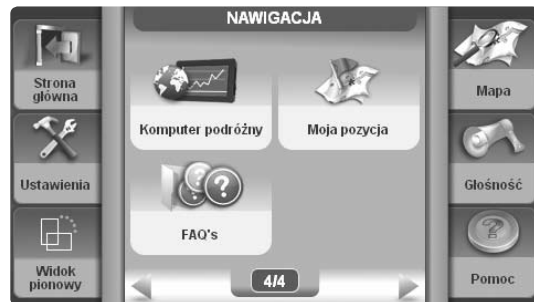 NAWIGACJA
Strona
główna
Ustawienia
Widok
pionowy
Komputer podróżny
Moja pozycja
FAQ's
4/4
Mapa
Głośność
Pomoc